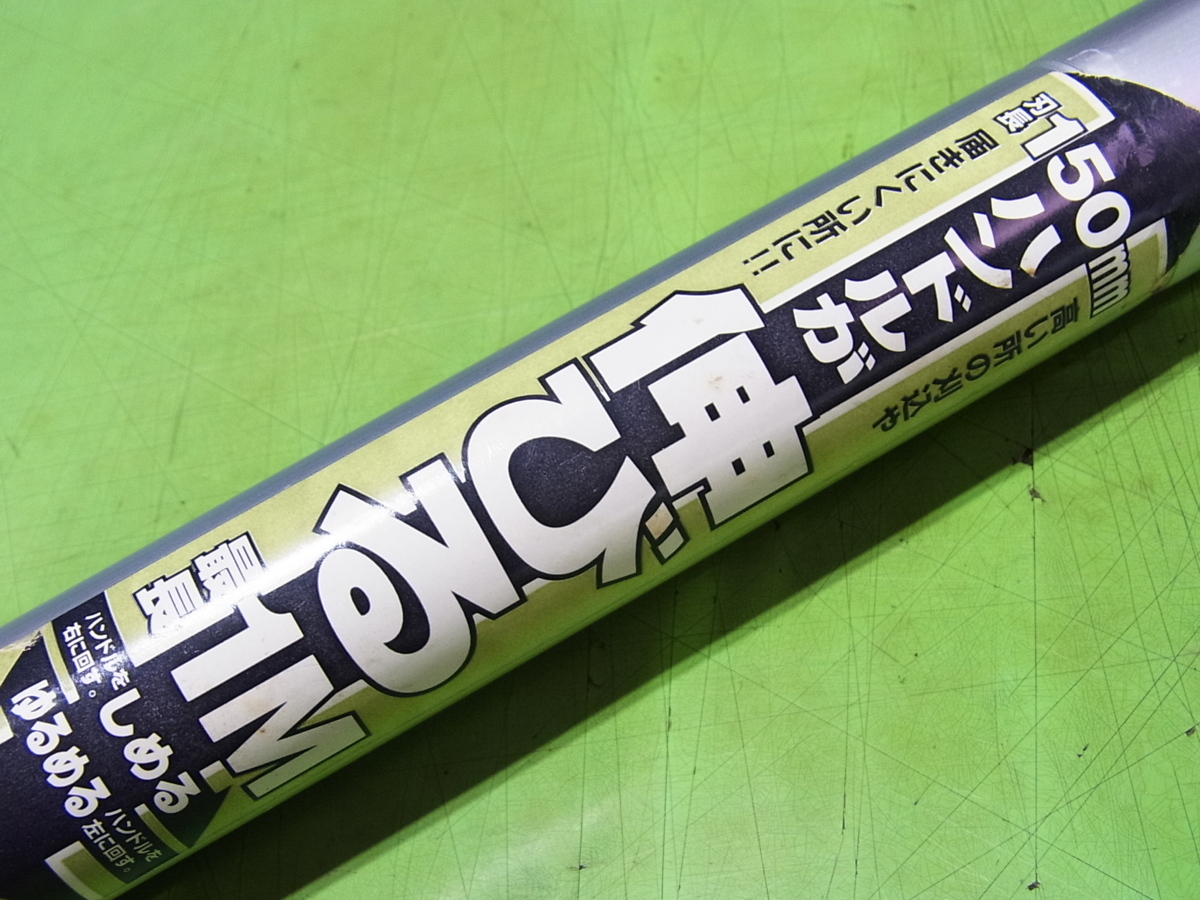 刃長150mm
高い所の刈込や
届きにくい所に!!
ハンドルが
伸びる
最長1M
ハンドルを
右に回す。
しめる
ゆるめる
ハンドルを
左に回す。